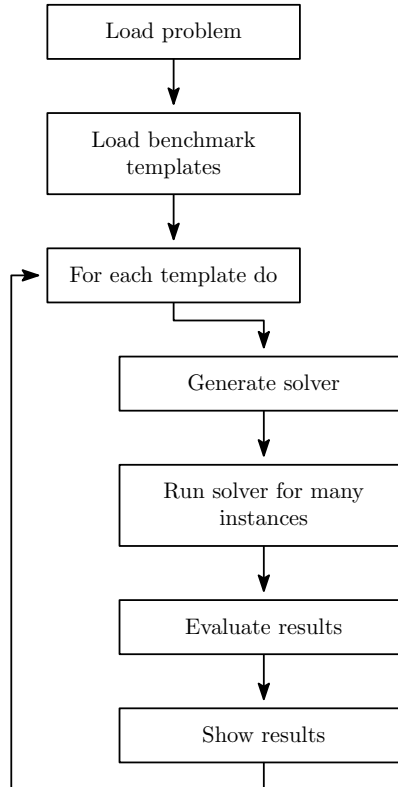 Load problem
Load benchmark
templates
For each template do
Generate solver
Run solver for many
instances
Evaluate results
Show results